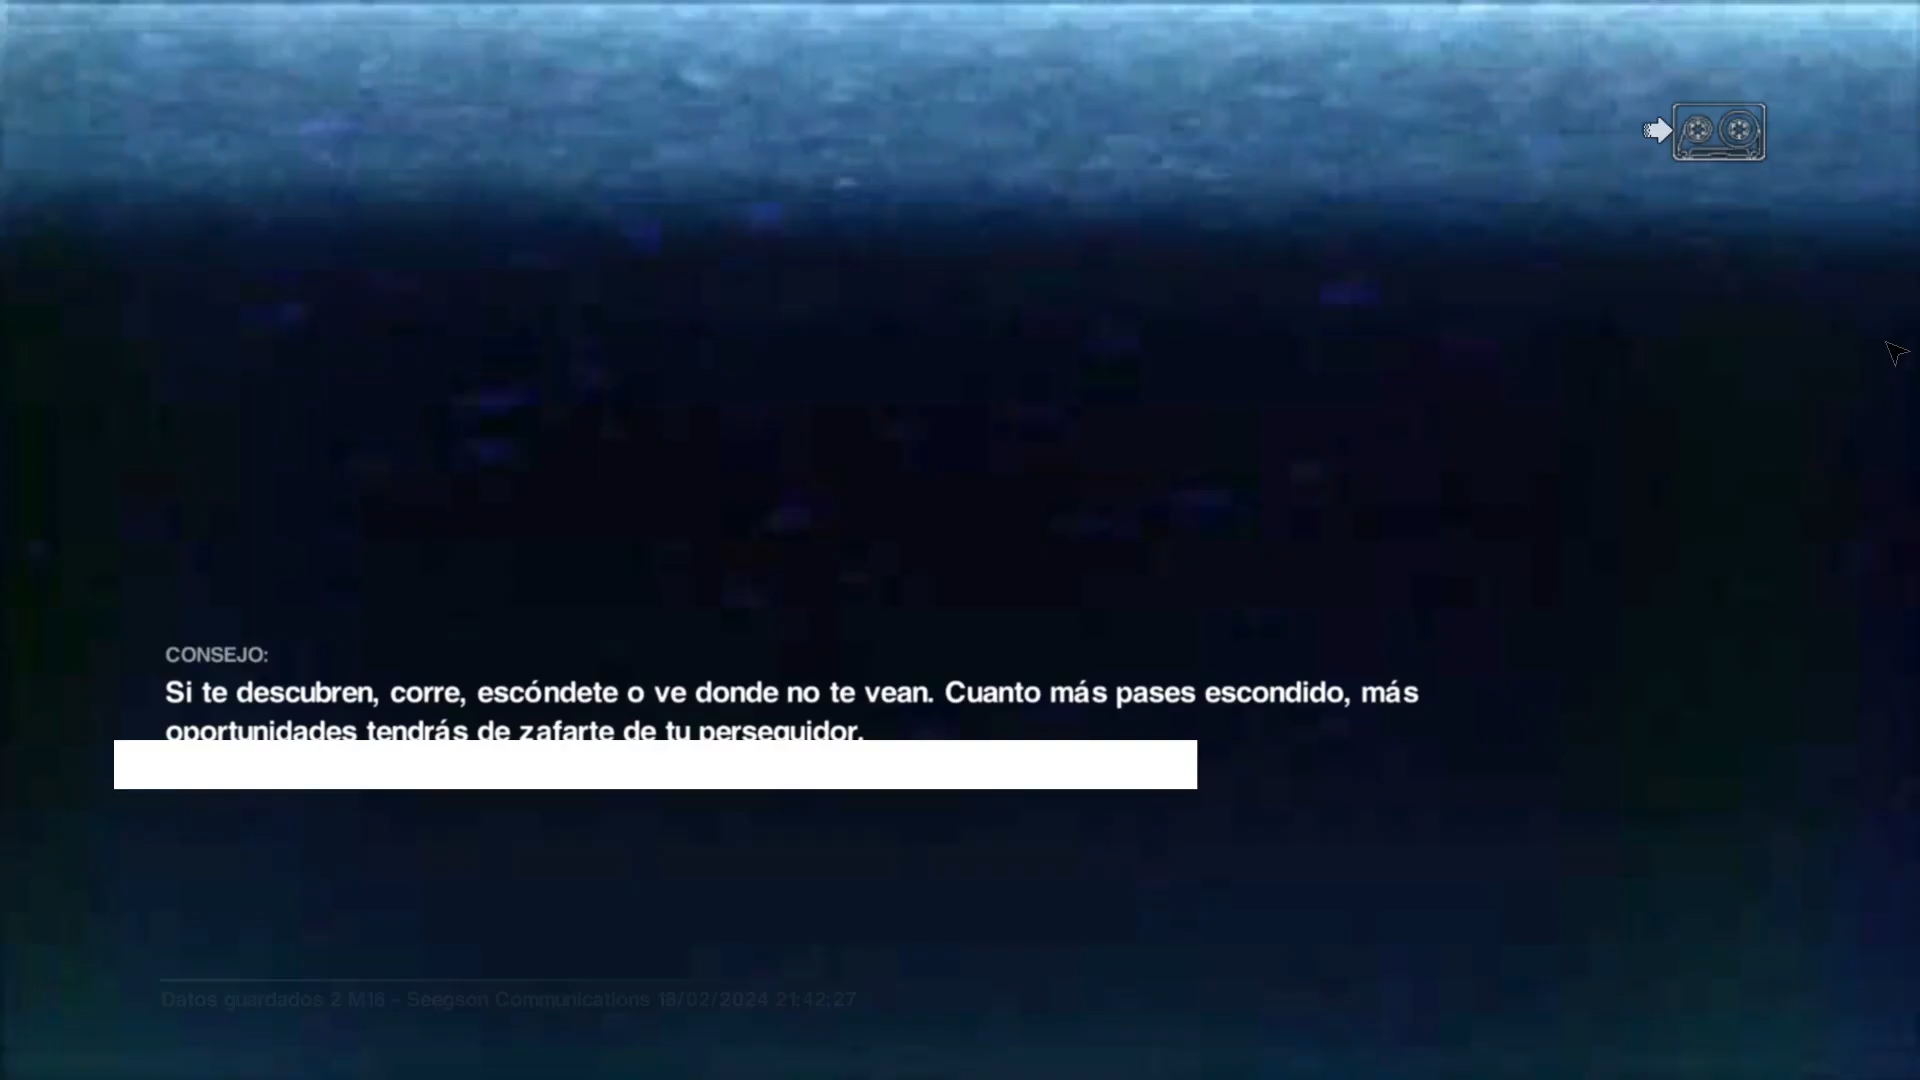 CONSEJO:
Si te descubren, corre, escóndete o ve donde no te vean. Cuanto más pases escondido, más
oportunidades tendrás de zafarte de tu perseguidor.
Datos guardados 2 M16 - Seegson Communications 18/02/2024 21:42:27